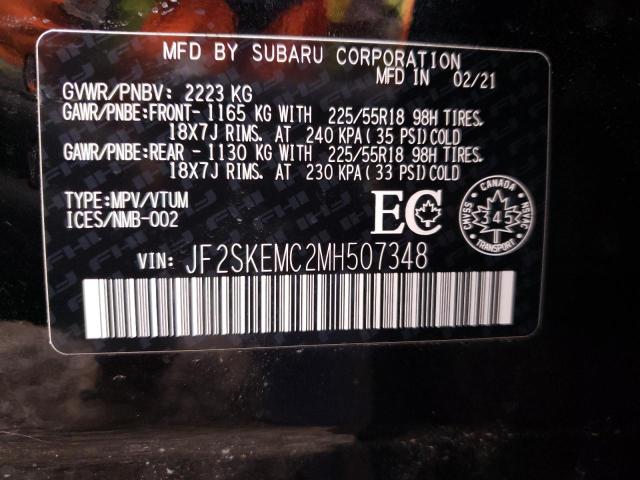 MFD BY SUBARU CORPORATION
MFD IN 02/21
GVWR/PNBV: 2223 KG
GAWR/PNBE:FRONT- 1165 KG WITH 225/55R18 98H TIRES.
18X7J RIMS. AT 240 KPA (35 PSI)COLD
GAWR/PNBE:REAR - 1130 KG WITH 225/55R18 98H TIRES.
18X7J RIMS. AT 230 KPA (33 PSI)COLD
TYPE:MPV/VTUM
ICES/NMB-002
EC
CANADA
CMVSS
345
NSVAC
TRANSPORT
VIN: JF2SKEMC2MH507348